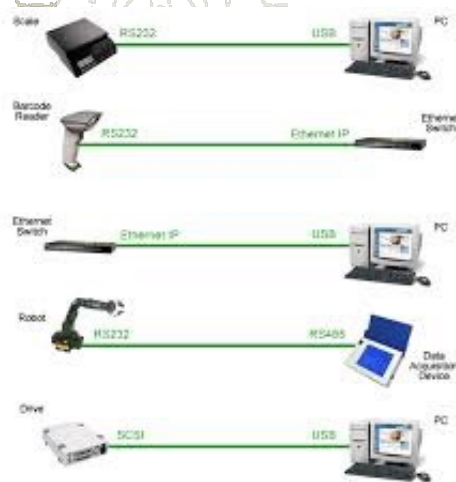 Scale
RS232
USB
PC
Barcode
Reader
RS232
Ethernet IP
Ethernet
Switch
Ethernet
Switch
Ethernet IP
USB
PC
Robot
RS232
RS485
Data
Acquisition
Device
Drive
SCSI
USB
PC